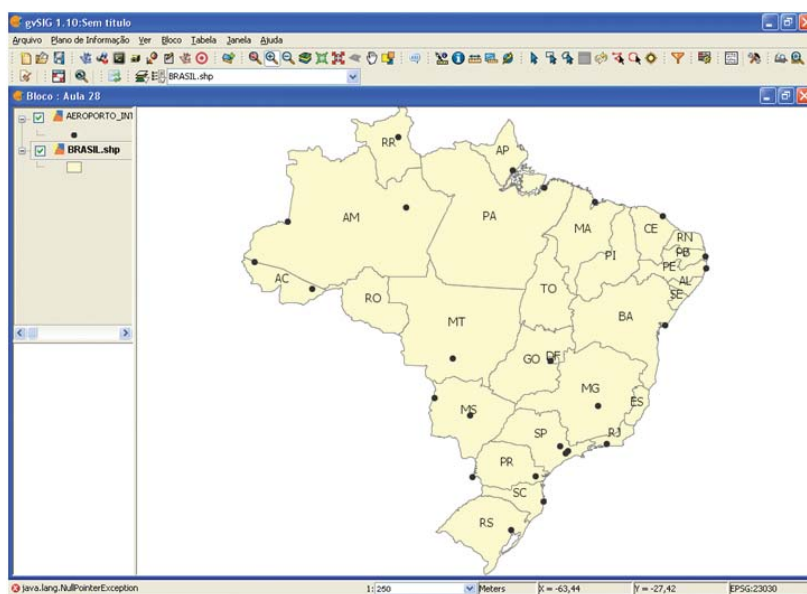 gvSIG 1.10:Sem título
Arquivo Plano de Informação Ver Bloco Tabela Janela Ajuda
BRASIL.shp
Bloco : Aula 28
AEROPORTO_INT
BRASIL.shp
RR
AP
AM
PA
MA
CE
RN
PB
PI
PE
AL
SE
AC
RO
TO
BA
MT
GO
DF
MG
ES
MS
SP
RJ
PR
SC
RS
java.lang.NullPointerException
1: 250
Meters
X = -63,44
Y = -27,42
EPSG:23030